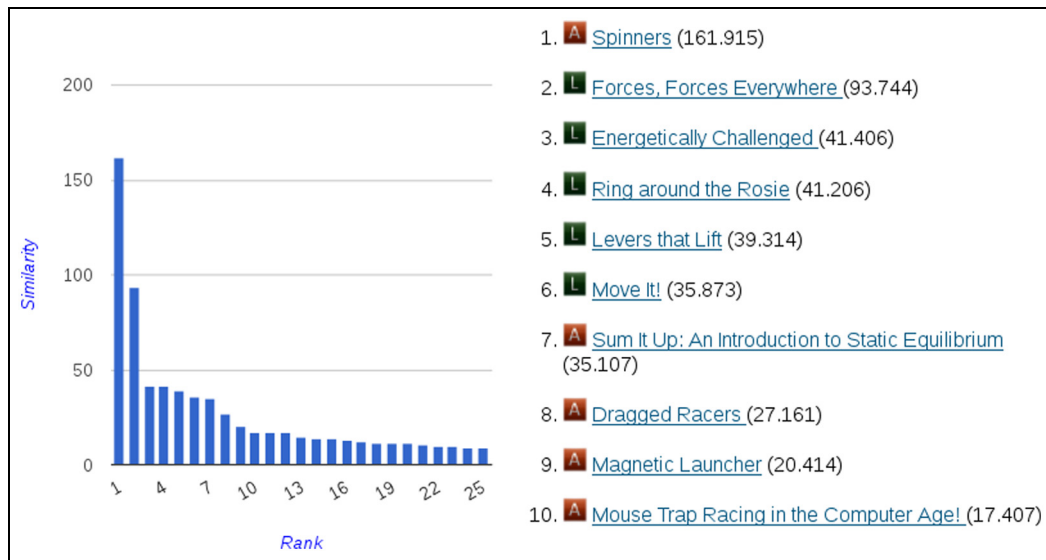 200
150
100
50
0
Similarity
1
4
7
10
13
16
19
22
25
Rank
1. A Spinners (161.915)
2. L Forces, Forces Everywhere (93.744)
3. L Energetically Challenged (41.406)
4. L Ring around the Rosie (41.206)
5. L Levers that Lift (39.314)
6. L Move It! (35.873)
7. A Sum It Up: An Introduction to Static Equilibrium
(35.107)
8. A Dragged Racers (27.161)
9. A Magnetic Launcher (20.414)
10. A Mouse Trap Racing in the Computer Age! (17.407)